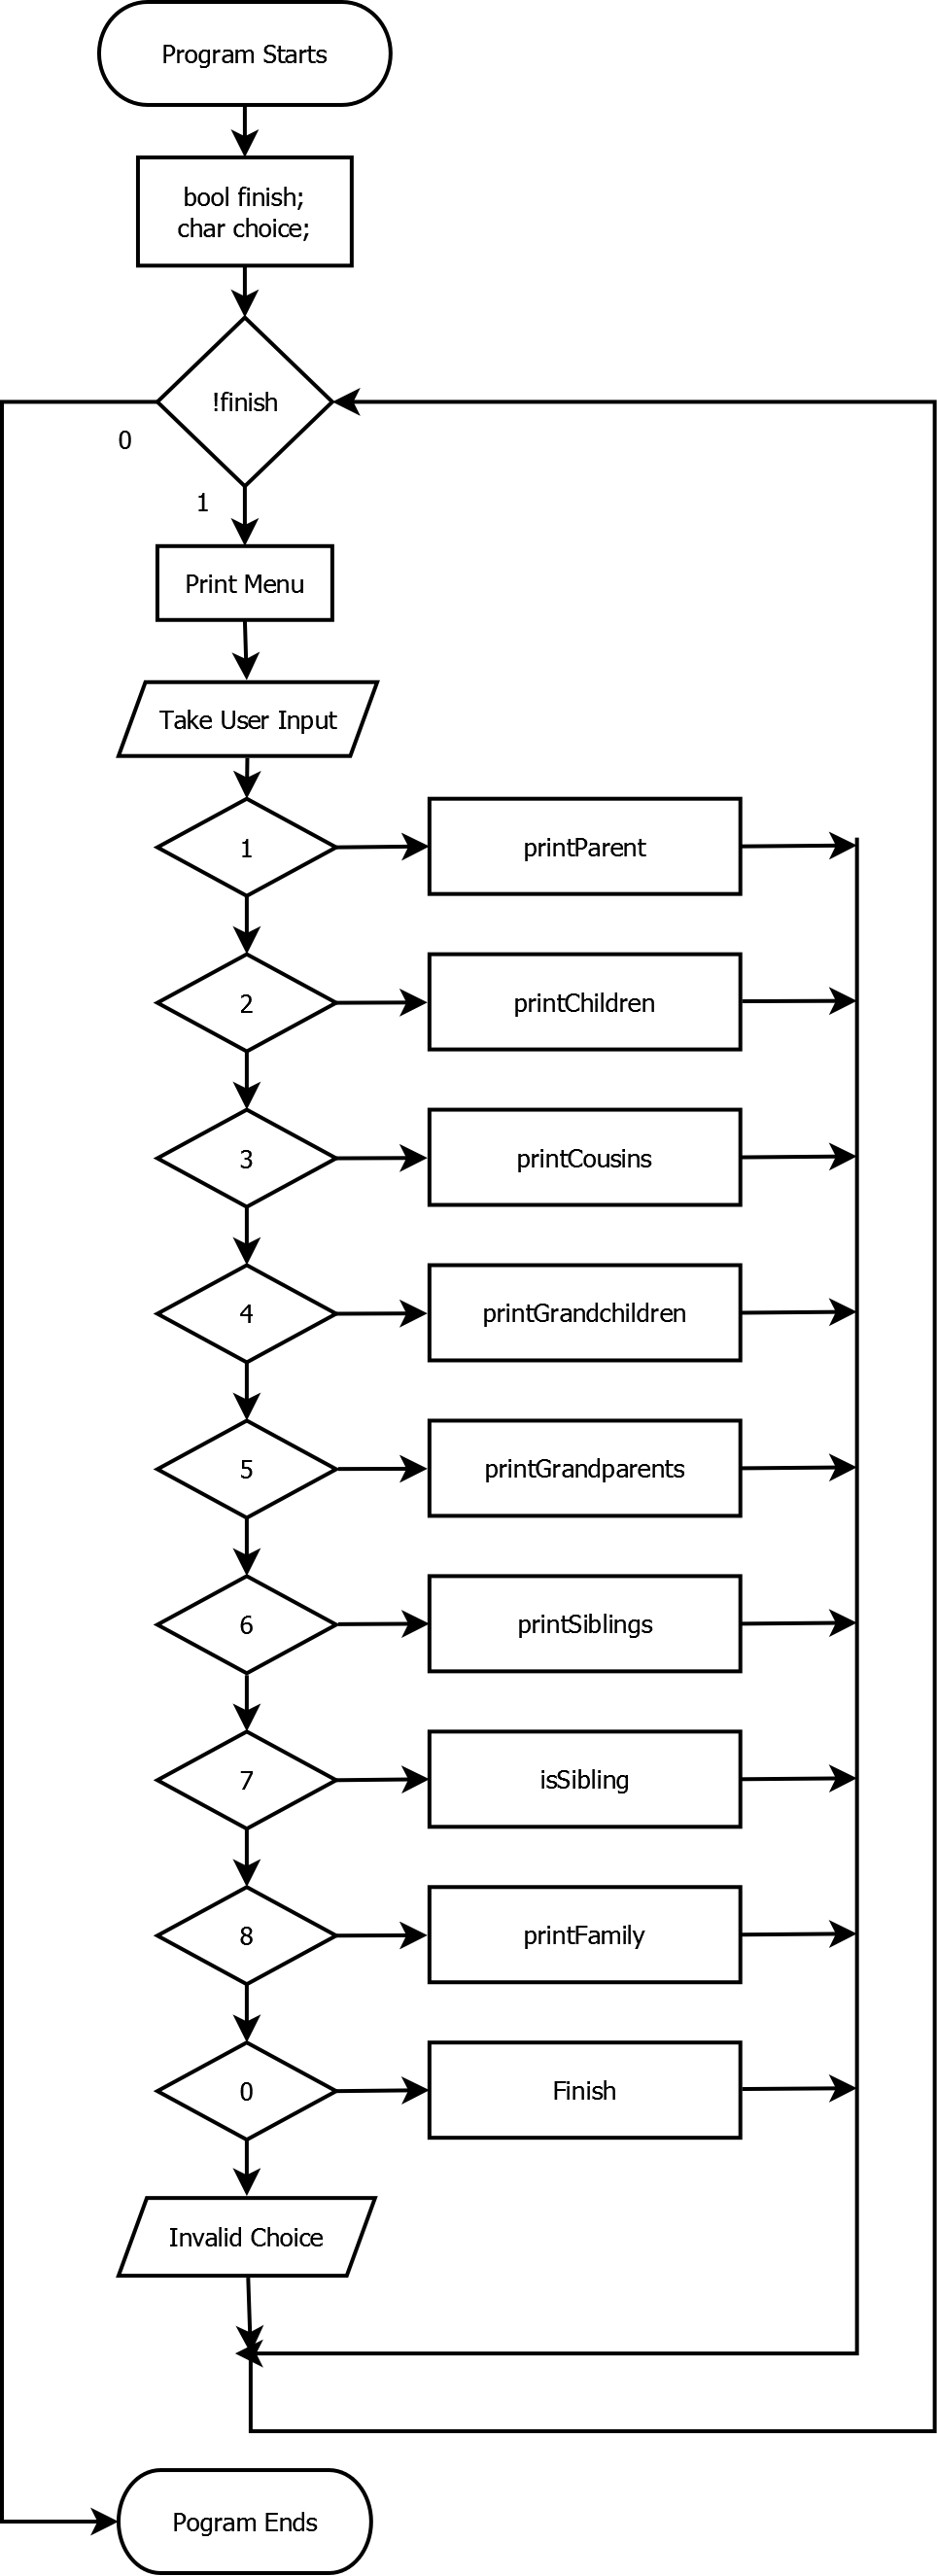 Program Starts
bool finish;
char choice;
!finish
0
1
Print Menu
Take User Input
1
printParent
2
printChildren
3
printCousins
4
printGrandchildren
5
printGrandparents
6
printSiblings
7
isSibling
8
printFamily
0
Finish
Invalid Choice
Pogram Ends